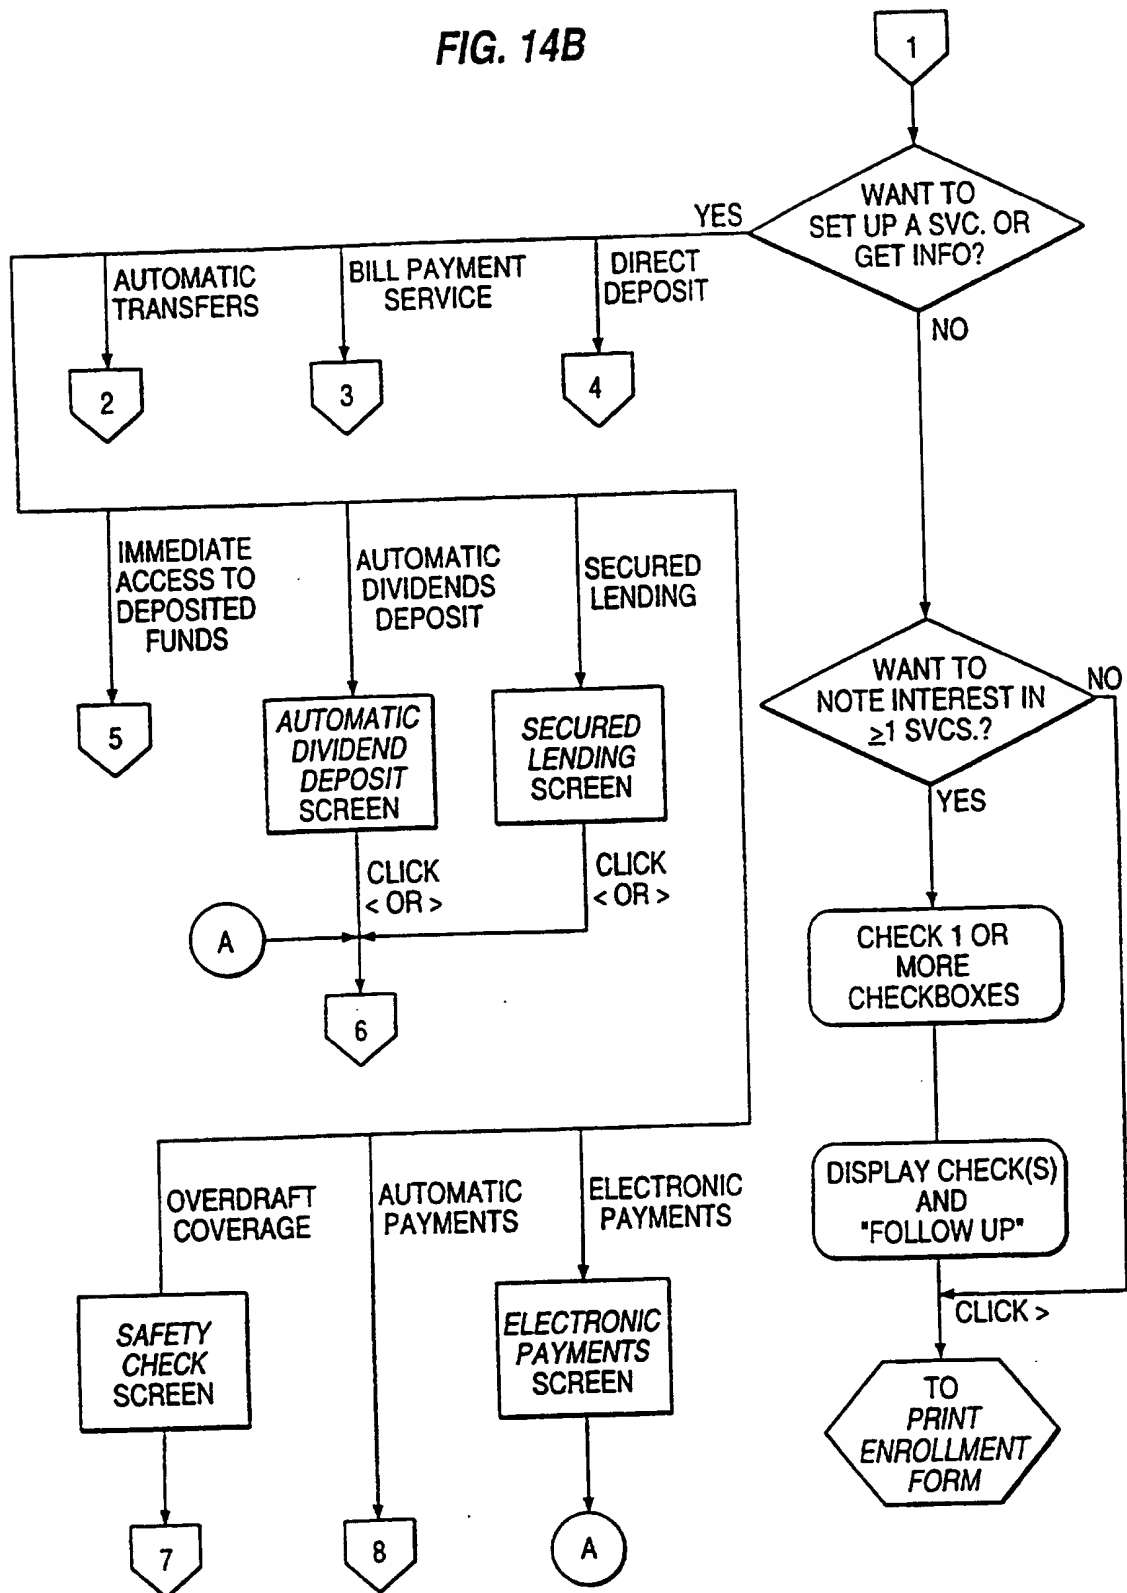 FIG. 14B
1
WANT TO
SET UP A SVC. OR
GET INFO?
YES
NO
AUTOMATIC
TRANSFERS
BILL PAYMENT
SERVICE
DIRECT
DEPOSIT
2
3
4
IMMEDIATE
ACCESS TO
DEPOSITED
FUNDS
AUTOMATIC
DIVIDENDS
DEPOSIT
SECURED
LENDING
5
AUTOMATIC
DIVIDEND
DEPOSIT
SCREEN
SECURED
LENDING
SCREEN
CLICK
< OR >
CLICK
< OR >
A
6
WANT TO
NOTE INTEREST IN
≥1 SVCS.?
NO
YES
CHECK 1 OR
MORE
CHECKBOXES
DISPLAY CHECK(S)
AND
"FOLLOW UP"
CLICK >
TO
PRINT
ENROLLMENT
FORM
OVERDRAFT
COVERAGE
AUTOMATIC
PAYMENTS
ELECTRONIC
PAYMENTS
SAFETY
CHECK
SCREEN
ELECTRONIC
PAYMENTS
SCREEN
7
8
A